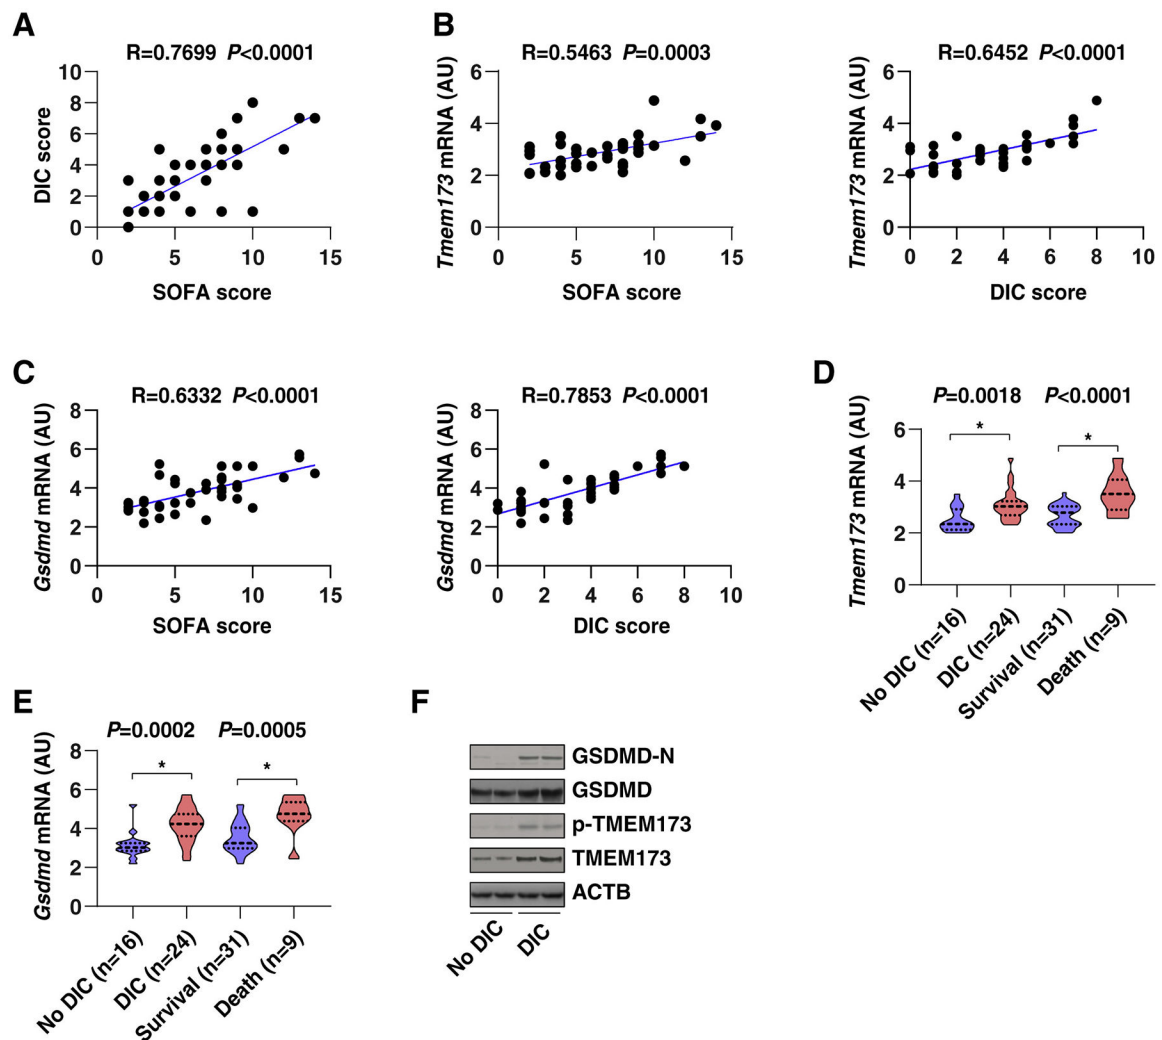 A
R=0.7699 P<0.0001
DIC score
10
8
6
4
2
0
0 5 10 15
SOFA score
B
R=0.5463 P=0.0003
Tmem173 mRNA (AU)
6
4
2
0
0 5 10 15
SOFA score
R=0.6452 P<0.0001
Tmem173 mRNA (AU)
6
4
2
0
0 2 4 6 8 10
DIC score
C
R=0.6332 P<0.0001
Gsdmd mRNA (AU)
8
6
4
2
0
0 5 10 15
SOFA score
R=0.7853 P<0.0001
Gsdmd mRNA (AU)
8
6
4
2
0
0 2 4 6 8 10
DIC score
D
P=0.0018 P<0.0001
* *
Tmem173 mRNA (AU)
6
4
2
0
No DIC (n=16)
DIC (n=24)
Survival (n=31)
Death (n=9)
E
P=0.0002 P=0.0005
* *
Gsdmd mRNA (AU)
8
6
4
2
0
No DIC (n=16)
DIC (n=24)
Survival (n=31)
Death (n=9)
F
GSDMD-N
GSDMD
p-TMEM173
TMEM173
ACTB
No DIC
DIC